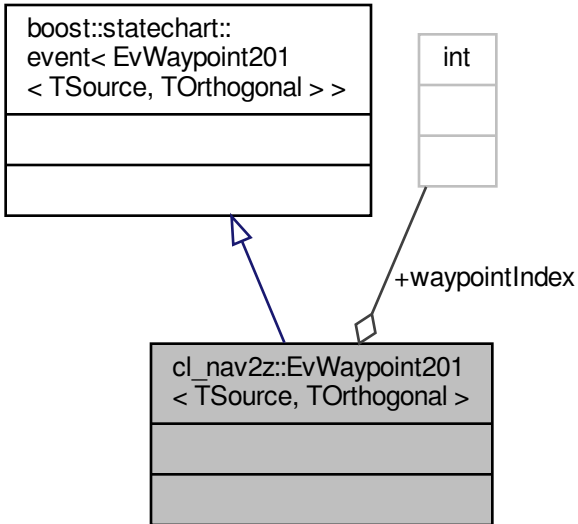 boost::statechart::
event< EvWaypoint201
< TSource, TOrthogonal > >
int
+waypointIndex
cl_nav2z::EvWaypoint201
< TSource, TOrthogonal >